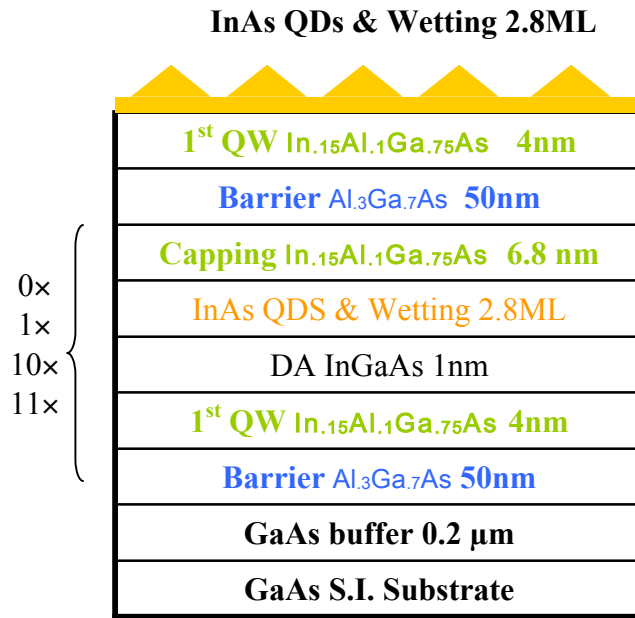 InAs QDs & Wetting 2.8ML
1st QW In.15Al.1Ga.75As 4nm
Barrier Al.3Ga.7As 50nm
Capping In.15Al.1Ga.75As 6.8 nm
InAs QDS & Wetting 2.8ML
DA InGaAs 1nm
1st QW In.15Al.1Ga.75As 4nm
Barrier Al.3Ga.7As 50nm
GaAs buffer 0.2 µm
GaAs S.I. Substrate
0×
1×
10×
11×